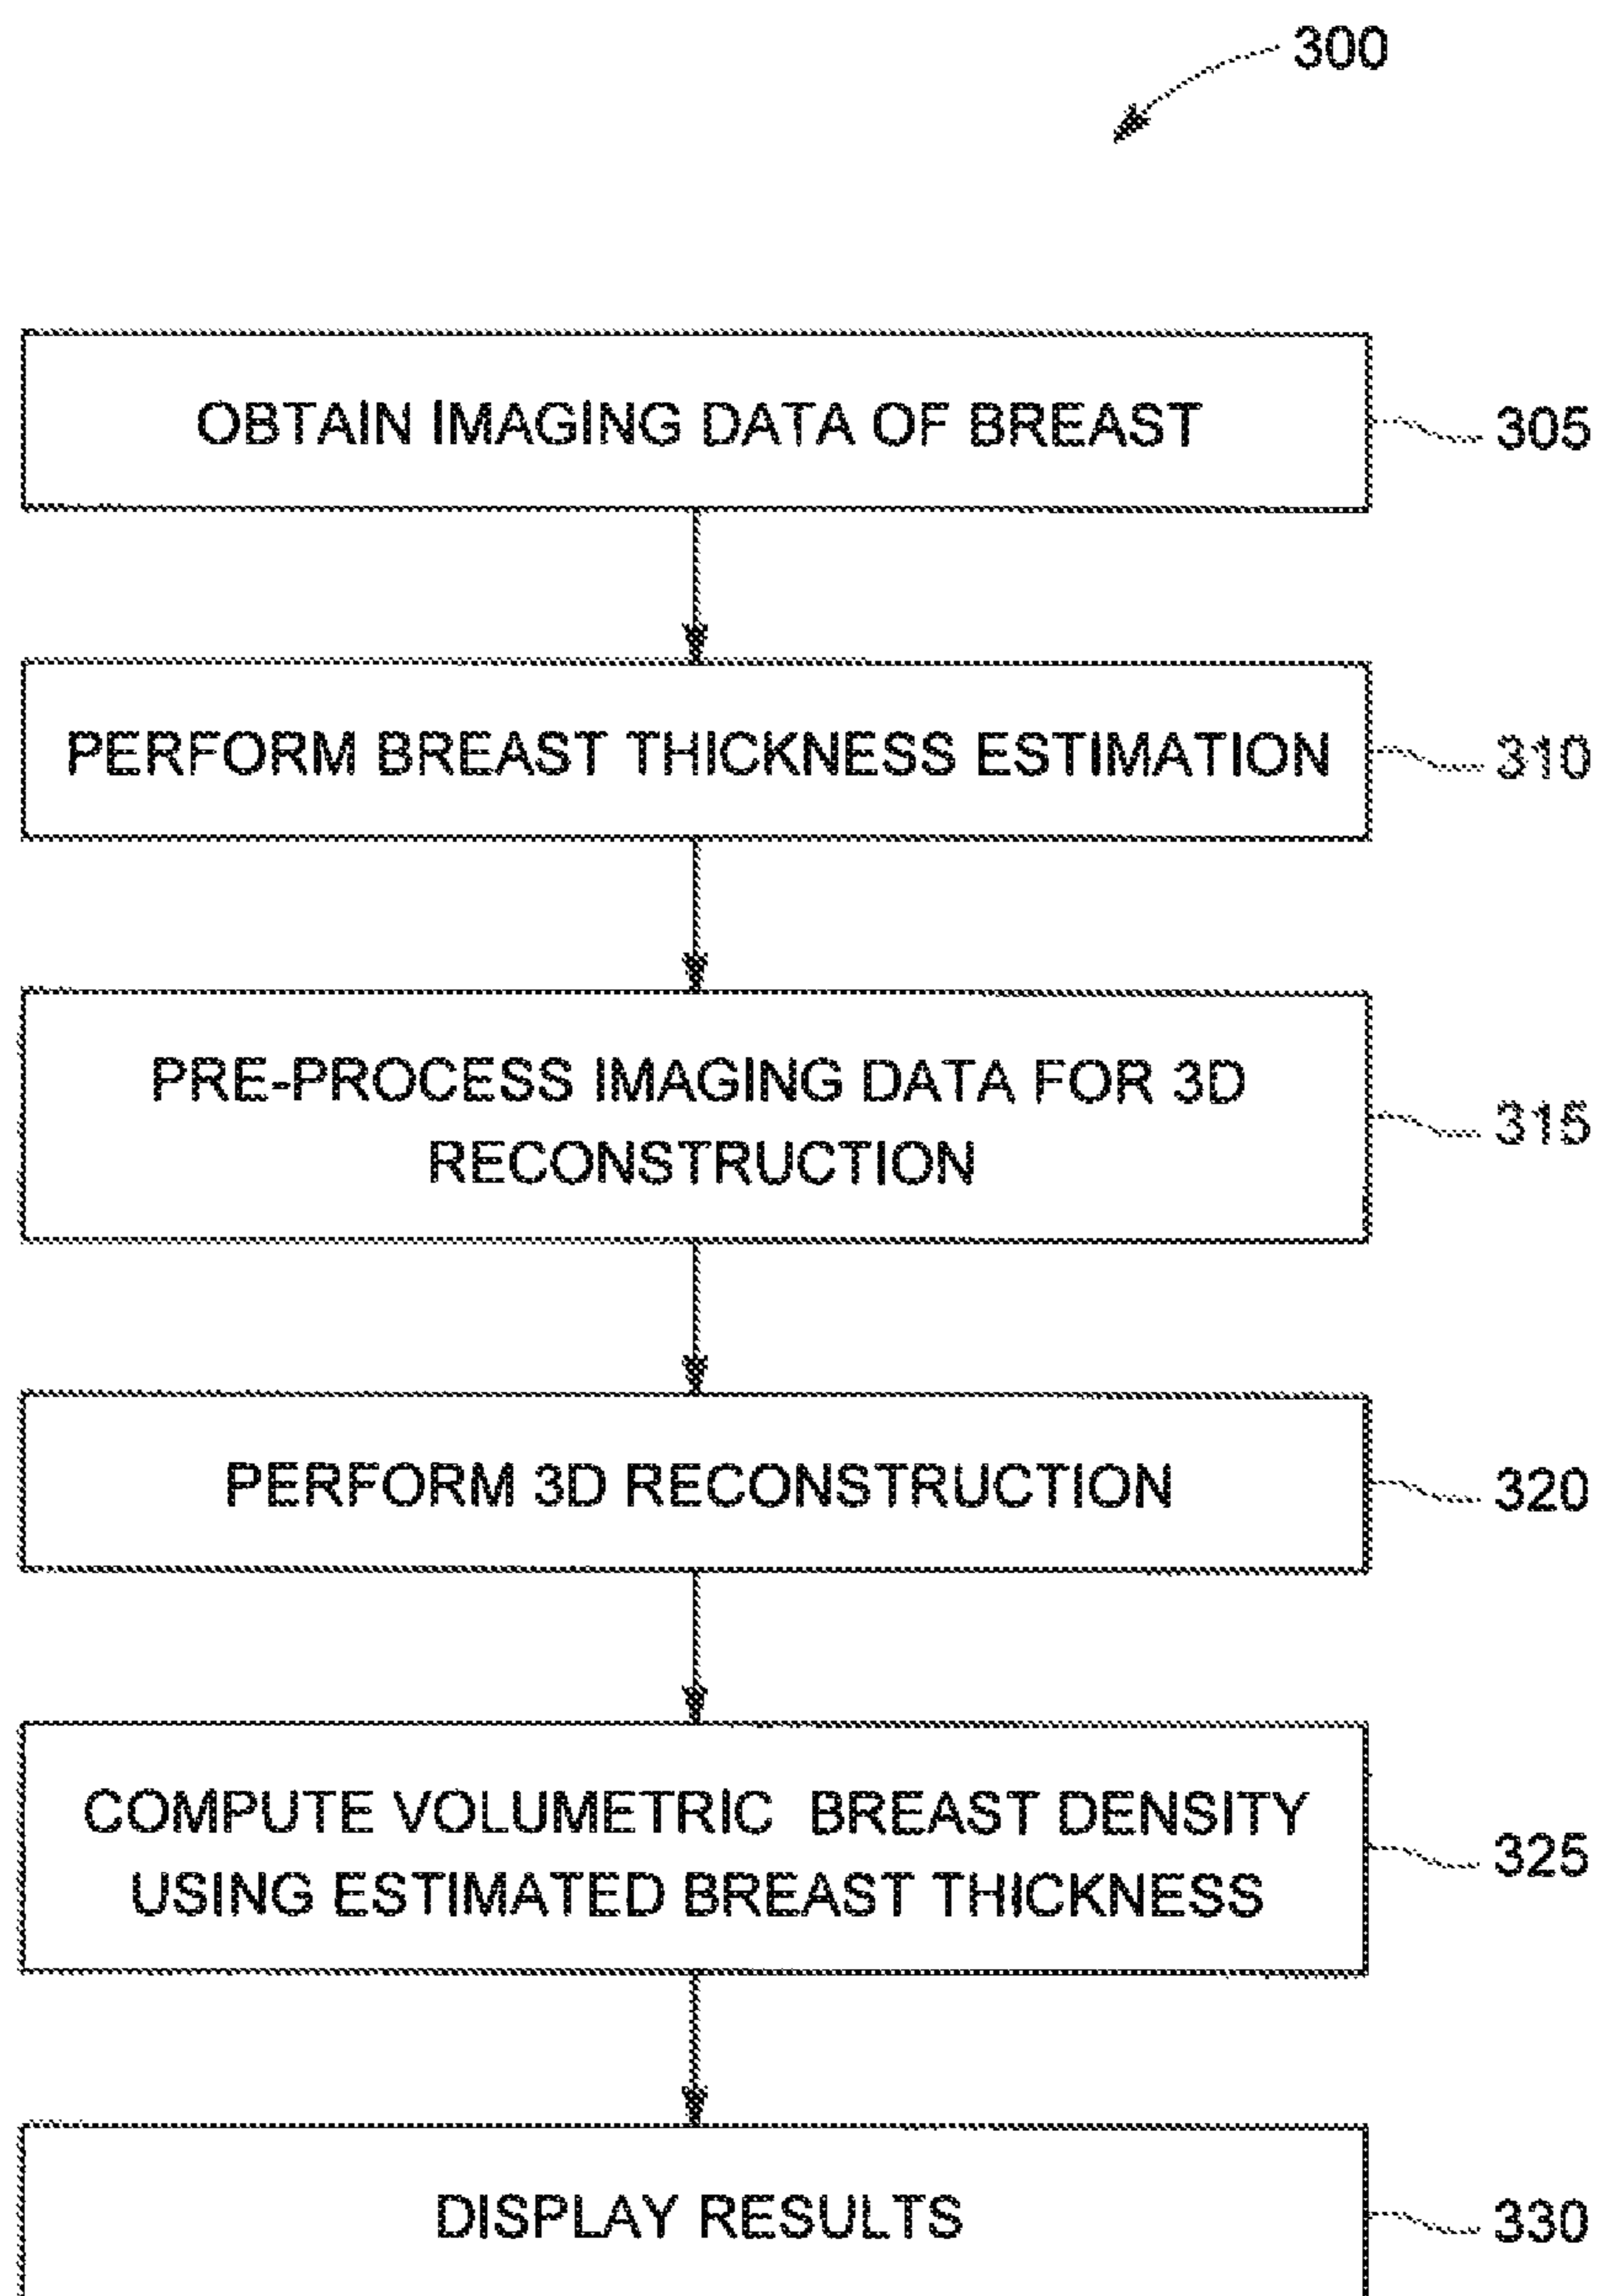 300
OBTAIN IMAGING DATA OF BREAST
305
PERFORM BREAST THICKNESS ESTIMATION
310
PRE-PROCESS IMAGING DATA FOR 3D
RECONSTRUCTION
315
PERFORM 3D RECONSTRUCTION
320
COMPUTE VOLUMETRIC BREAST DENSITY
USING ESTIMATED BREAST THICKNESS
325
DISPLAY RESULTS
330